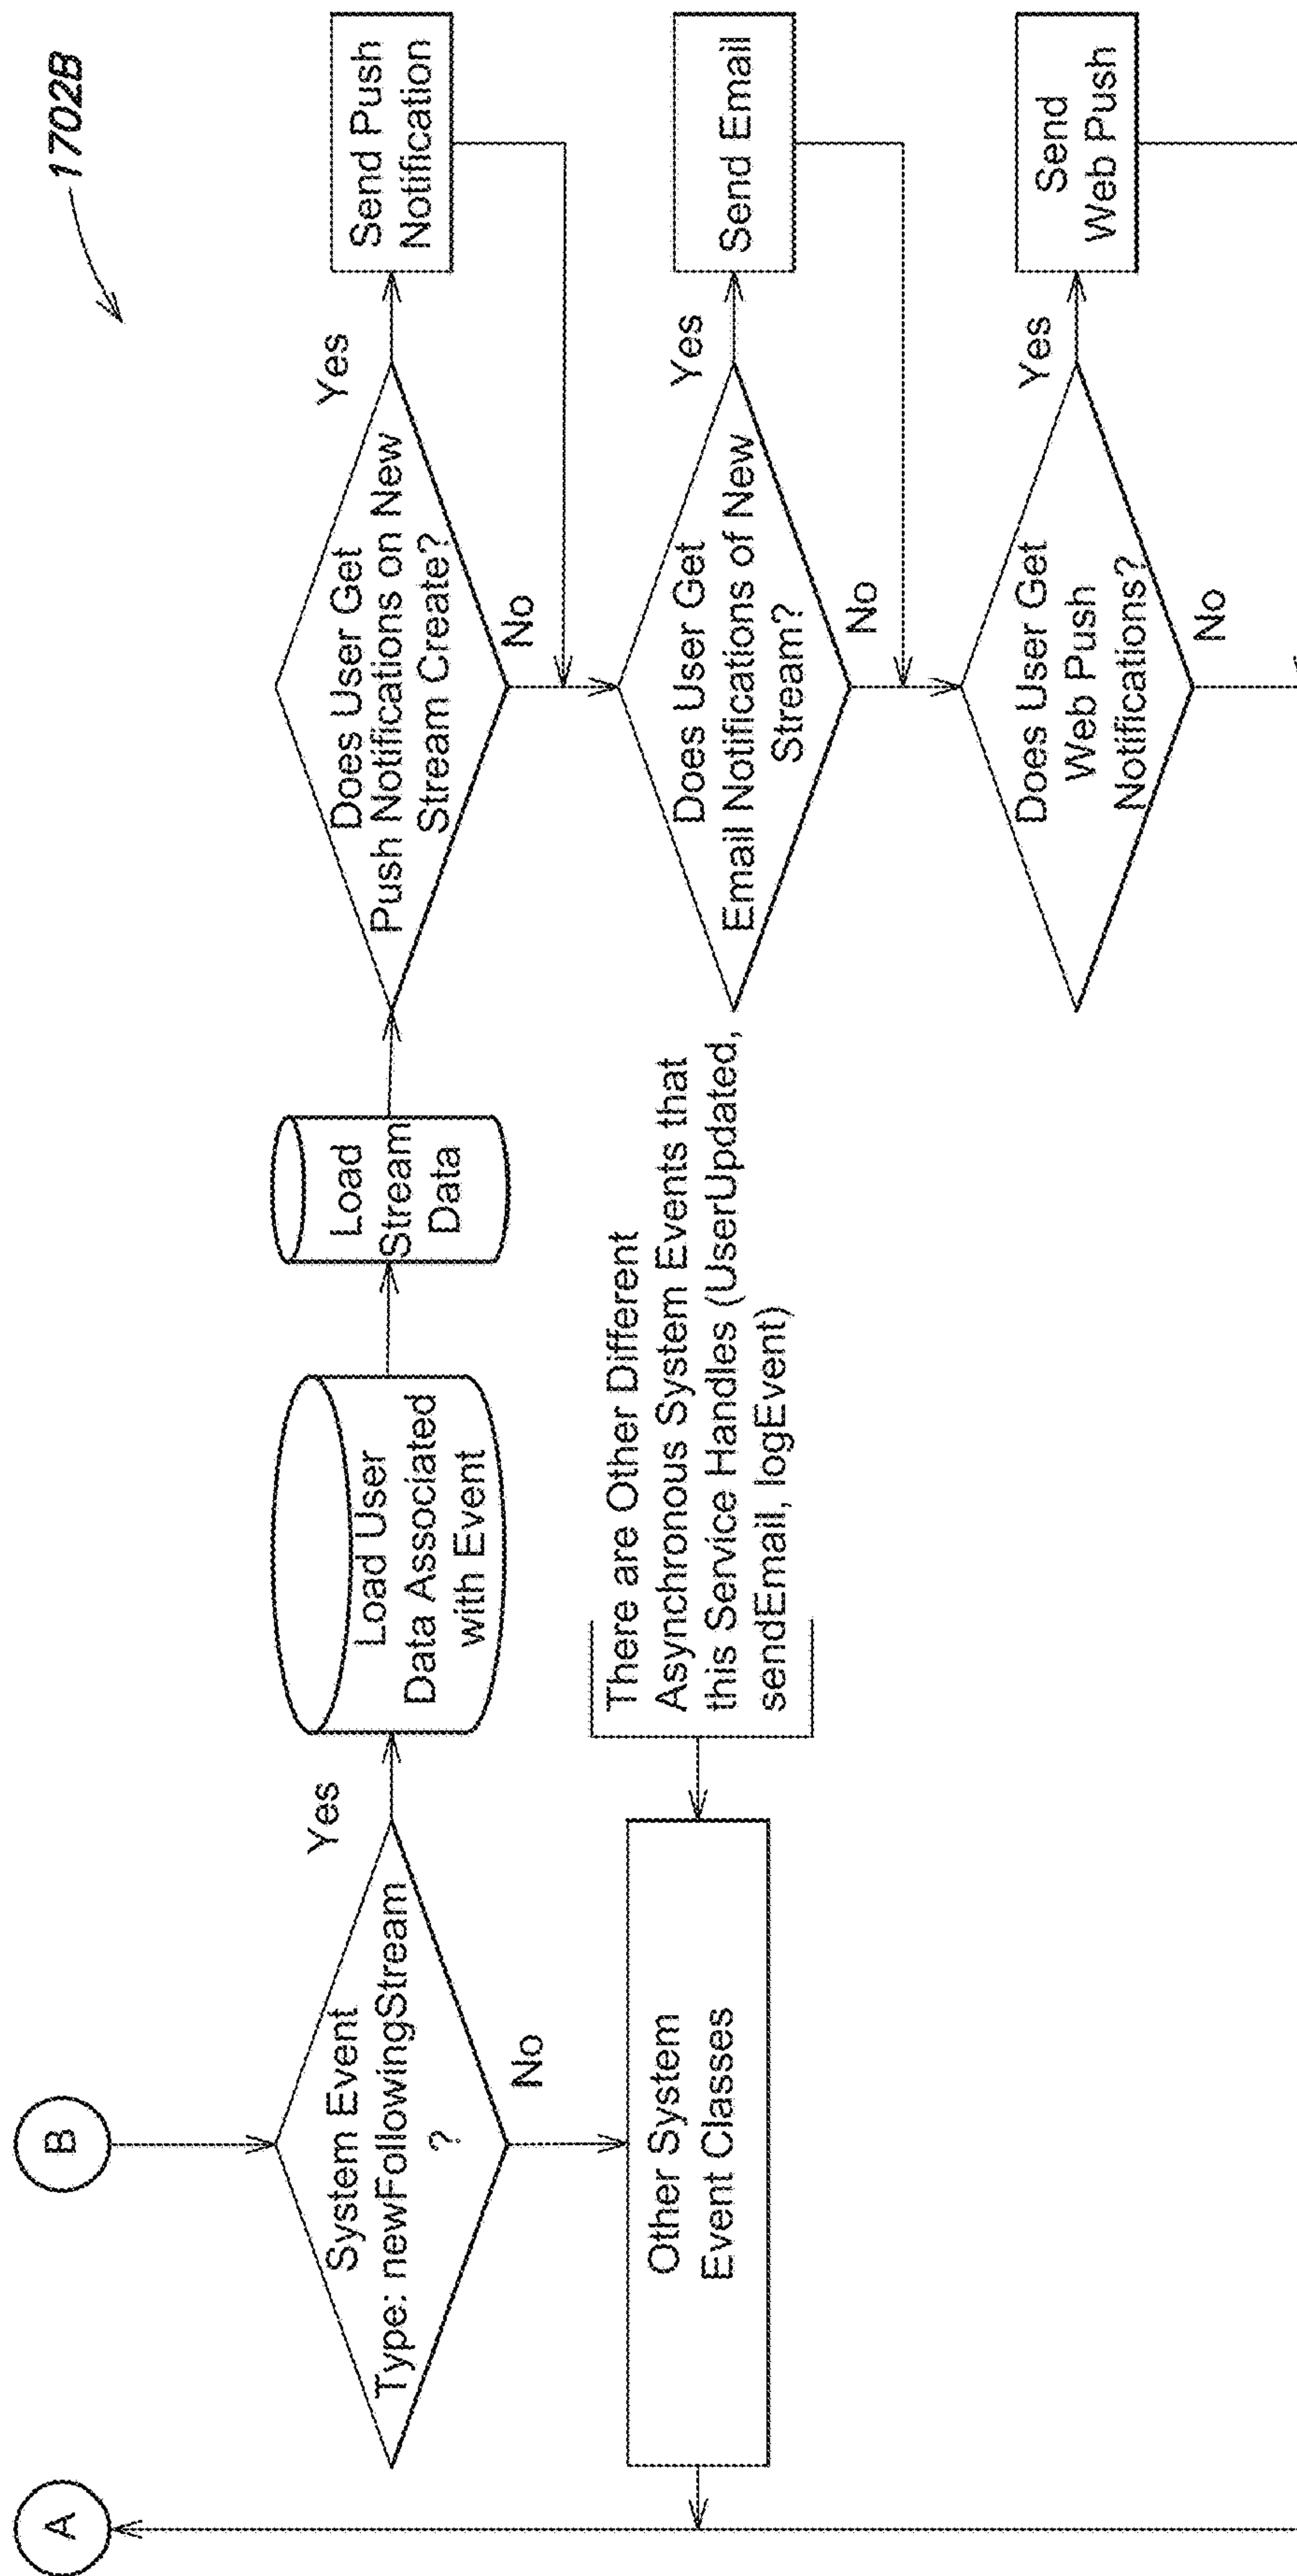 1702B
A
B
System Event
Type: newFollowingStream
?
Yes
No
Load User
Data Associated
with Event
Load
Stream
Data
Does User Get
Push Notifications on New
Stream Create?
Yes
No
Send Push
Notification
Other System
Event Classes
There are Other Different
Asynchronous System Events that
this Service Handles (UserUpdated,
sendEmail, logEvent)
Does User Get
Email Notifications of New
Stream?
Yes
No
Send Email
Does User Get
Web Push
Notifications?
Yes
No
Send
Web Push